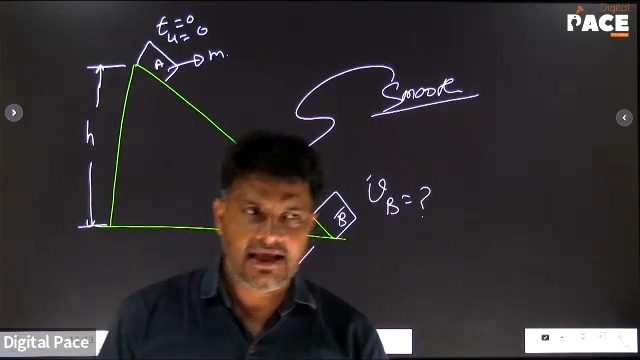 Digital
PACE
t=0
u=0
A
m.
h
Smooth
B
v_B=?
Digital Pace